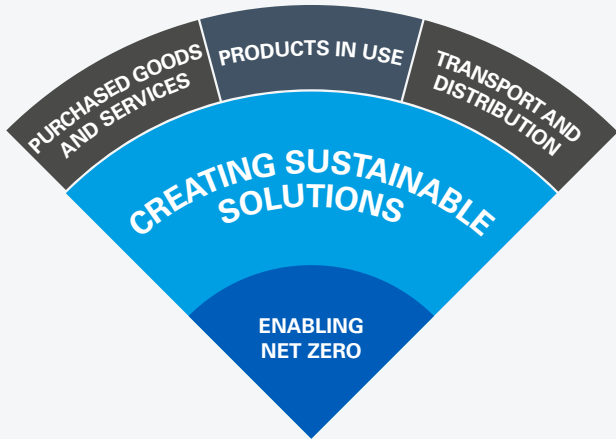 PURCHASED GOODS
AND SERVICES
PRODUCTS IN USE
TRANSPORT AND
DISTRIBUTION
CREATING SUSTAINABLE
SOLUTIONS
ENABLING
NET ZERO